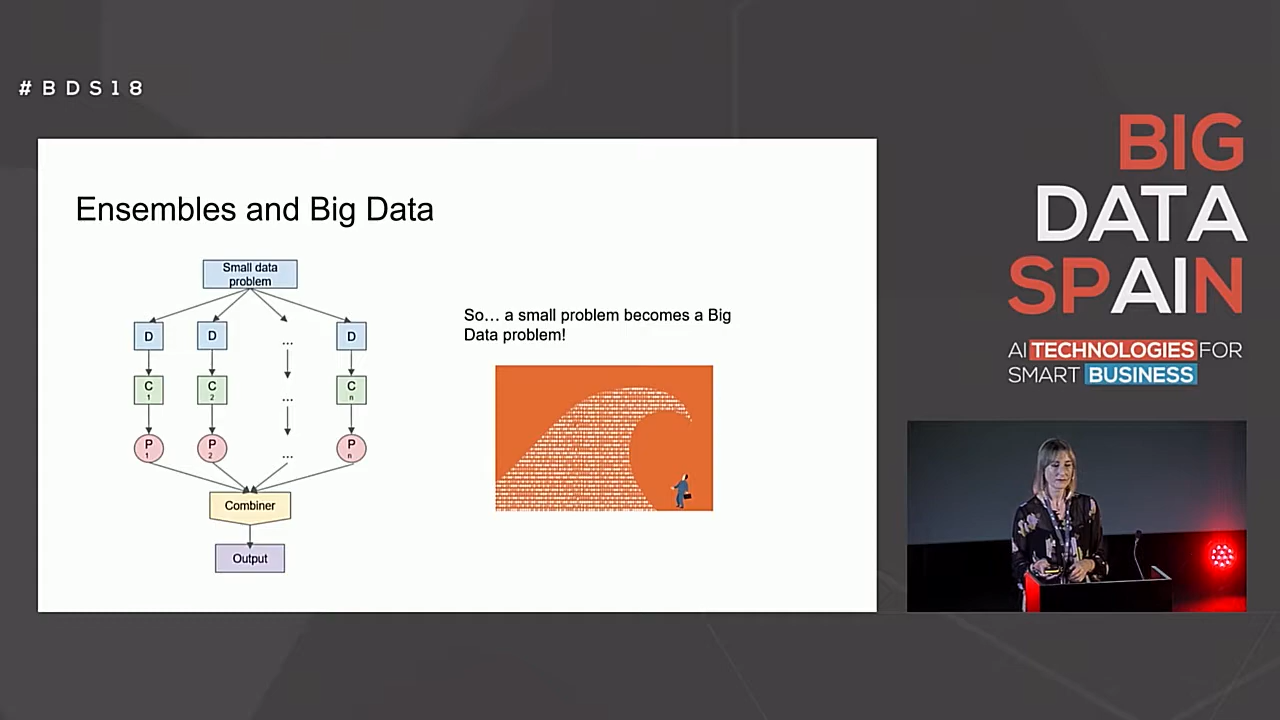 #BDS18
Ensembles and Big Data
Small data
problem
D
D
...
D
C
1
C
2
...
C
n
P
1
P
2
...
P
n
Combiner
Output
So... a small problem becomes a Big
Data problem!
BIG
DATA
SPAIN
AI TECHNOLOGIES FOR
SMART BUSINESS